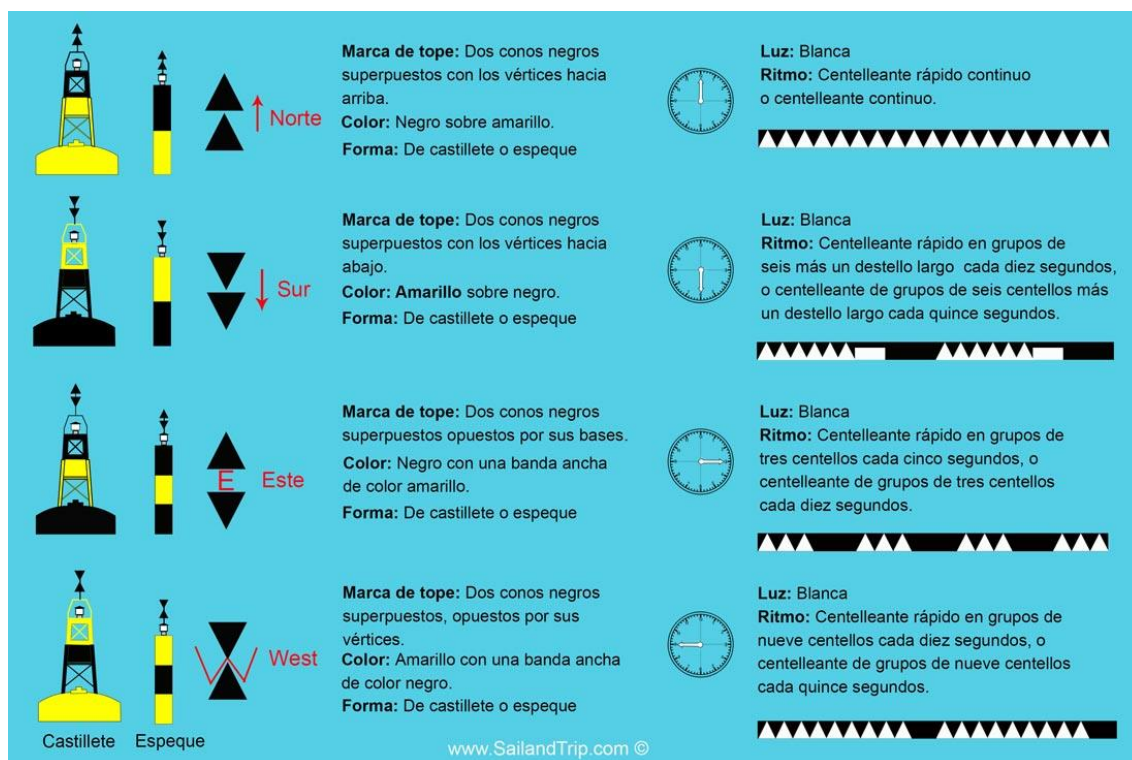 Marca de tope: Dos conos negros
superpuestos con los vértices hacia
arriba.
Color: Negro sobre amarillo.
Forma: De castillete o espeque
Norte
Luz: Blanca
Ritmo: Centelleante rápido continuo
o centelleante continuo.
Marca de tope: Dos conos negros
superpuestos con los vértices hacia
abajo.
Color: Amarillo sobre negro.
Forma: De castillete o espeque
Sur
Luz: Blanca
Ritmo: Centelleante rápido en grupos de
seis más un destello largo cada diez segundos,
o centelleante de grupos de seis centellos más
un destello largo cada quince segundos.
Marca de tope: Dos conos negros
superpuestos opuestos por sus bases.
Color: Negro con una banda ancha
de color amarillo.
Forma: De castillete o espeque
E
Este
Luz: Blanca
Ritmo: Centelleante rápido en grupos de
tres centellos cada cinco segundos, o
centelleante de grupos de tres centellos
cada diez segundos.
Marca de tope: Dos conos negros
superpuestos, opuestos por sus
vértices.
Color: Amarillo con una banda ancha
de color negro.
Forma: De castillete o espeque
W
West
Luz: Blanca
Ritmo: Centelleante rápido en grupos de
nueve centellos cada diez segundos, o
centelleante de grupos de nueve centellos
cada quince segundos.
Castillete Espeque
www.SailandTrip.com ©